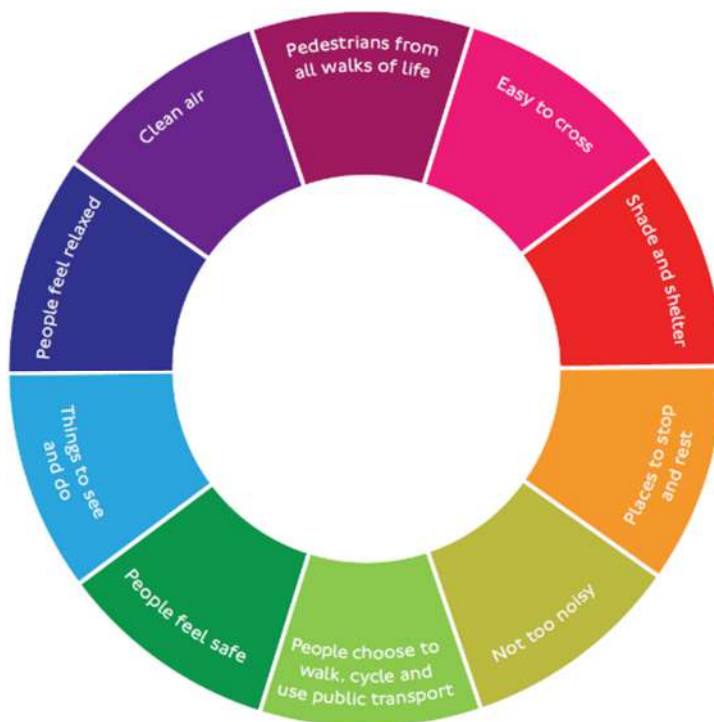 Pedestrians from
all walks of life
Easy to cross
Shade and shelter
Places to stop
and rest
Not too noisy
People choose to
walk, cycle and
use public transport
People feel safe
Things to see
and do
People feel relaxed
Clean air